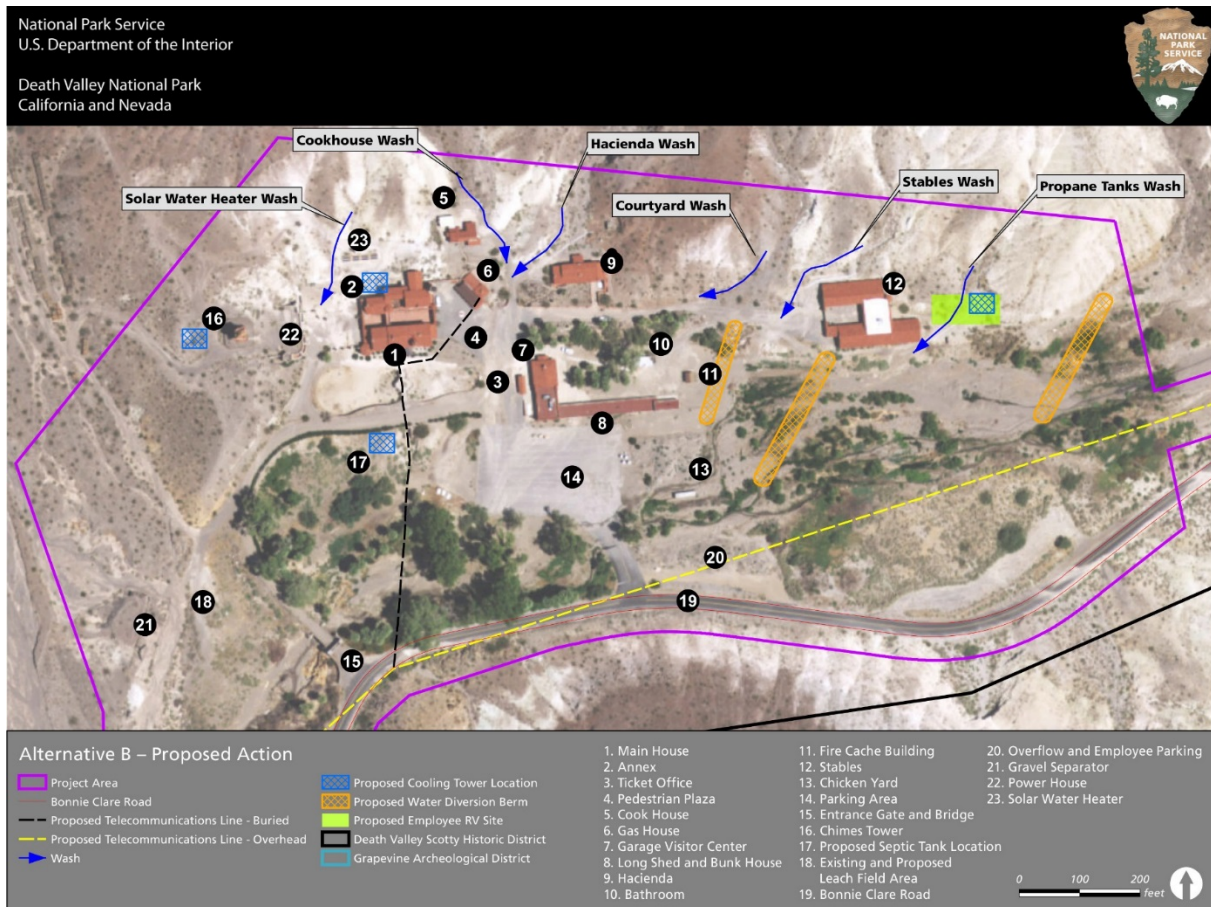 National Park Service
U.S. Department of the Interior
Death Valley National Park
California and Nevada
NATIONAL
PARK
SERVICE
Cookhouse Wash
Hacienda Wash
Solar Water Heater Wash
Courtyard Wash
Stables Wash
Propane Tanks Wash
5
23
6
9
2
12
16
22
4
10
1
7
11
3
8
17
13
14
20
18
19
21
15
Alternative B – Proposed Action
Project Area
Bonnie Clare Road
Proposed Telecommunications Line - Buried
Proposed Telecommunications Line - Overhead
Wash
Proposed Cooling Tower Location
Proposed Water Diversion Berm
Proposed Employee RV Site
Death Valley Scotty Historic District
Grapevine Archeological District
1. Main House
2. Annex
3. Ticket Office
4. Pedestrian Plaza
5. Cook House
6. Gas House
7. Garage Visitor Center
8. Long Shed and Bunk House
9. Hacienda
10. Bathroom
11. Fire Cache Building
12. Stables
13. Chicken Yard
14. Parking Area
15. Entrance Gate and Bridge
16. Chimes Tower
17. Proposed Septic Tank Location
18. Existing and Proposed
Leach Field Area
19. Bonnie Clare Road
20. Overflow and Employee Parking
21. Gravel Separator
22. Power House
23. Solar Water Heater
0 100 200
feet